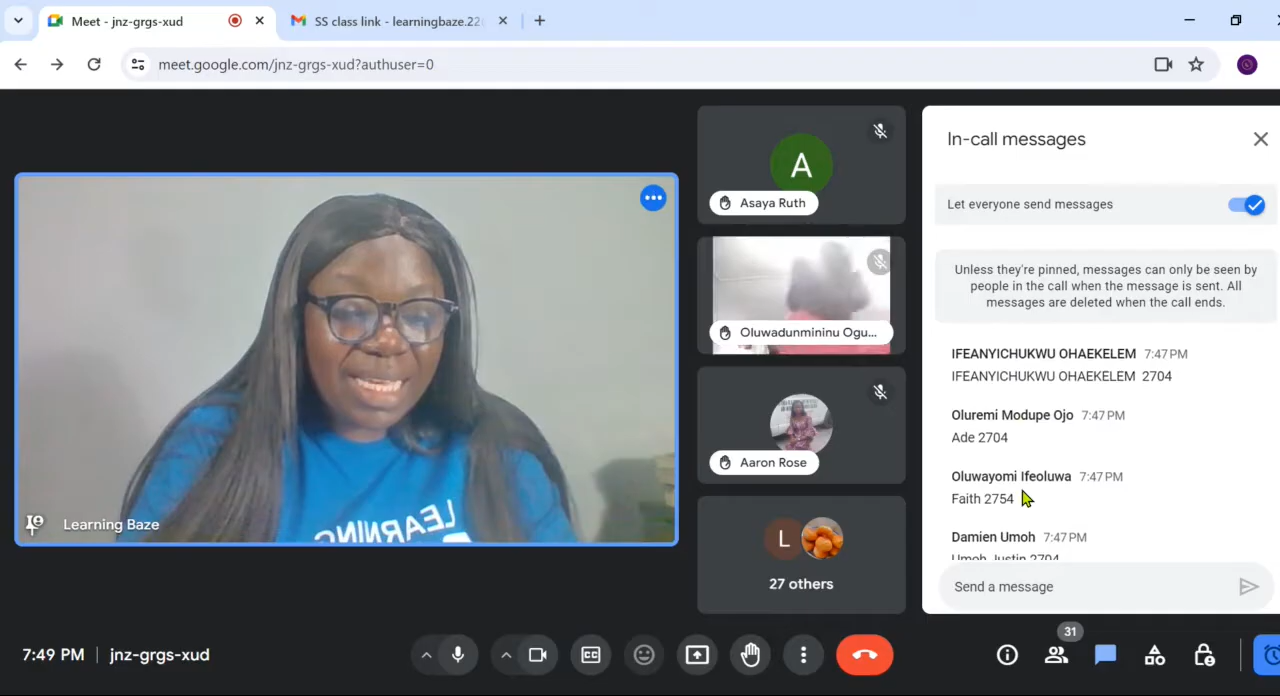 Meet - jnz-grgs-xud
SS class link - learningbaze.22
meet.google.com/jnz-grgs-xud?authuser=0
In-call messages
Let everyone send messages
Unless they're pinned, messages can only be seen by
people in the call when the message is sent. All
messages are deleted when the call ends.
IFEANYICHUKWU OHAEKELEM 7:47 PM
IFEANYICHUKWU OHAEKELEM 2704
Oluremi Modupe Ojo 7:47 PM
Ade 2704
Oluwayomi Ifeoluwa 7:47 PM
Faith 2754
Damien Umoh 7:47 PM
Umoh Justin 2704
Send a message
A
Asaya Ruth
Oluwadunmininu Ogu...
Aaron Rose
L
27 others
LEARNING
Learning Baze
7:49 PM
jnz-grgs-xud
CC
31